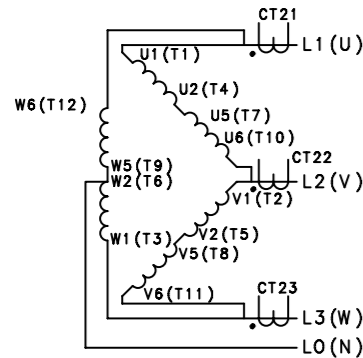 CT21
L1(U)
U1(T1)
U2(T4)
W6(T12)
U5(T7)
U6(T10)
CT22
W5(T9)
W2(T6)
L2(V)
V1(T2)
W1(T3)
V2(T5)
V5(T8)
CT23
V6(T11)
L3(W)
L0(N)